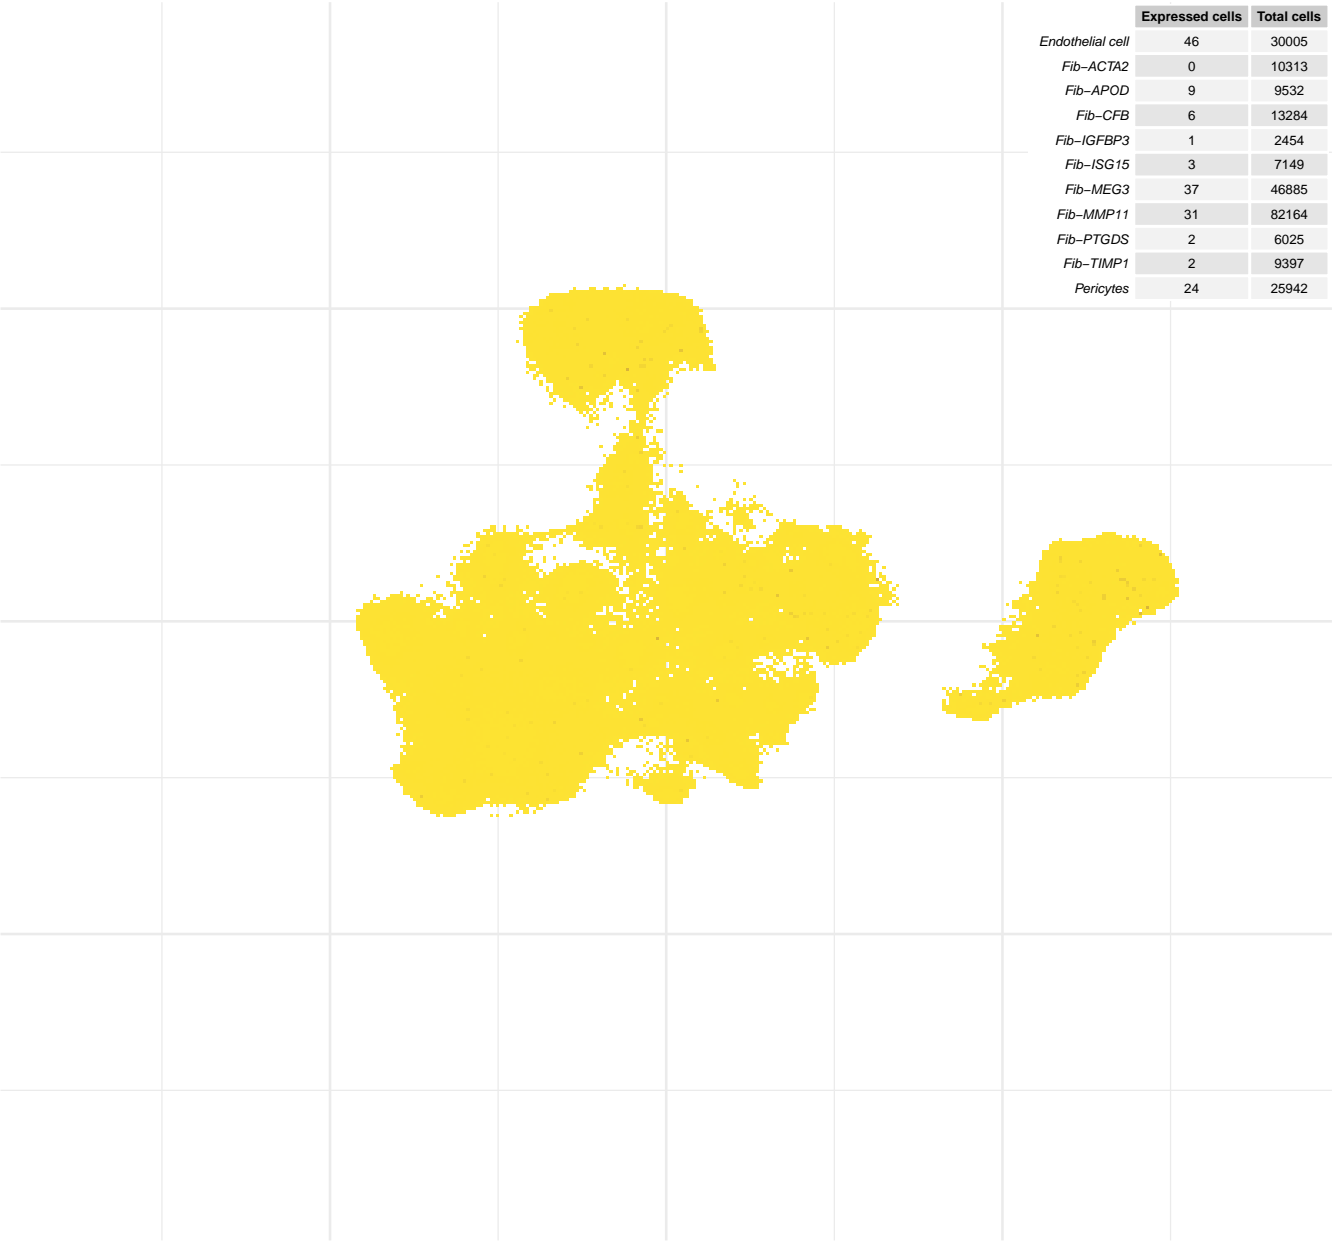 Expressed cells Total cells
Endothelial cell 46 30005
Fib−ACTA2 0 10313
Fib−APOD 9 9532
Fib−CFB 6 13284
Fib−IGFBP3 1 2454
Fib−ISG15 3 7149
Fib−MEG3 37 46885
Fib−MMP11 31 82164
Fib−PTGDS 2 6025
Fib−TIMP1 2 9397
Pericytes 24 25942